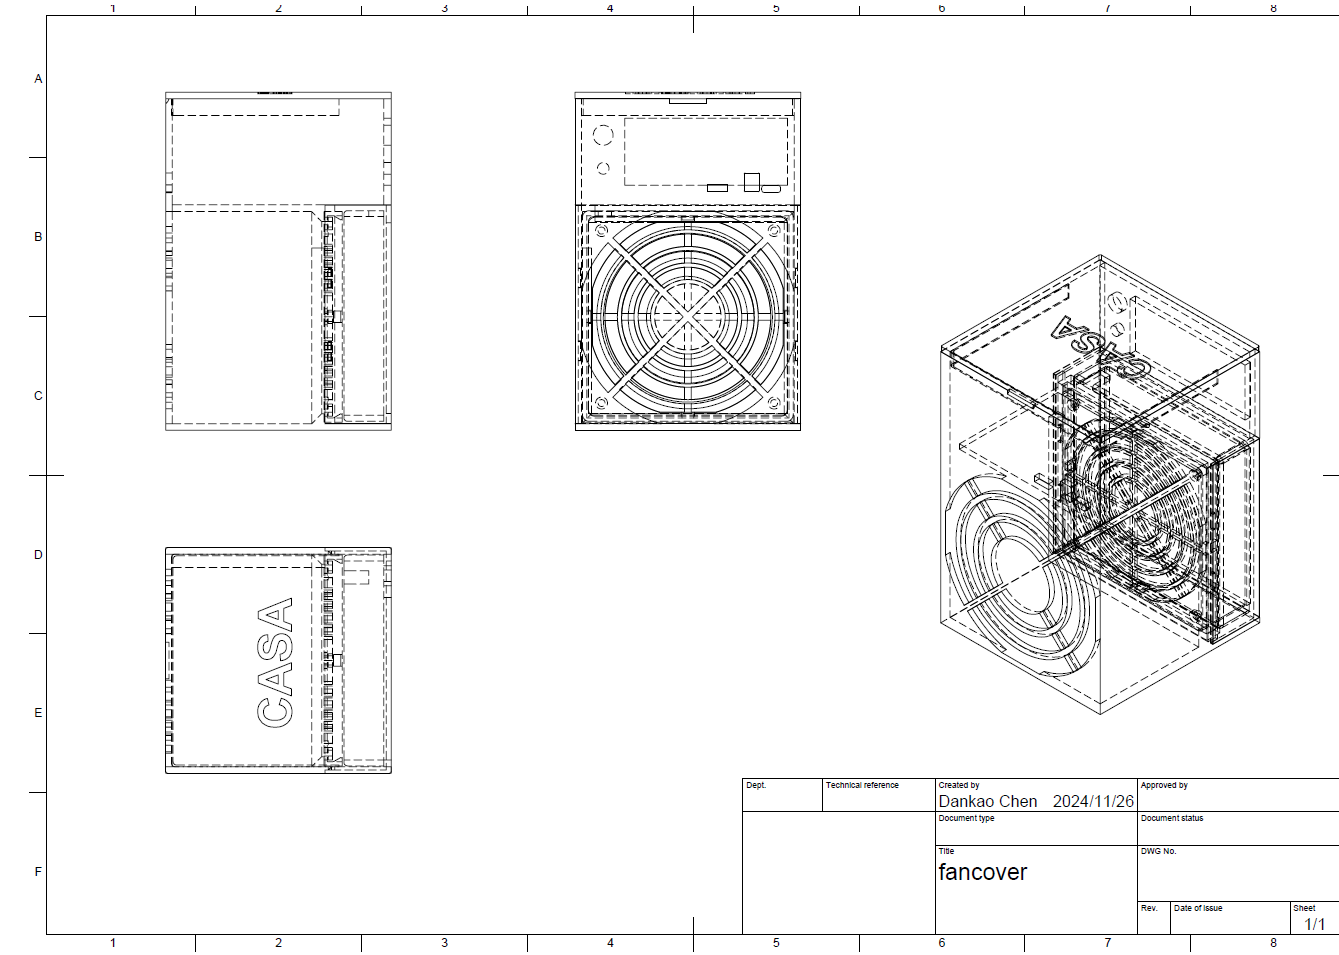 1 2 3 4 5 6 7 8
A
B
C
D
E
F
CASA
CASA
Dept.
Technical reference
Created by
Approved by
Dankao Chen 2024/11/26
Document type
Document status
Title
DWG No.
fancover
Rev.
Date of issue
Sheet
1/1
1 2 3 4 5 6 7 8